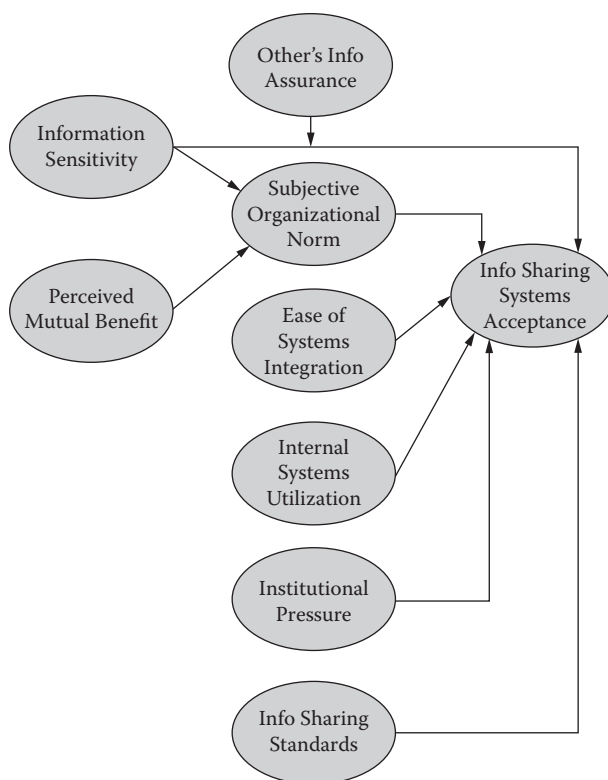 Other's Info
Assurance
Information
Sensitivity
Subjective
Organizational
Norm
Info Sharing
Systems
Acceptance
Perceived
Mutual Benefit
Ease of
Systems
Integration
Internal
Systems
Utilization
Institutional
Pressure
Info Sharing
Standards